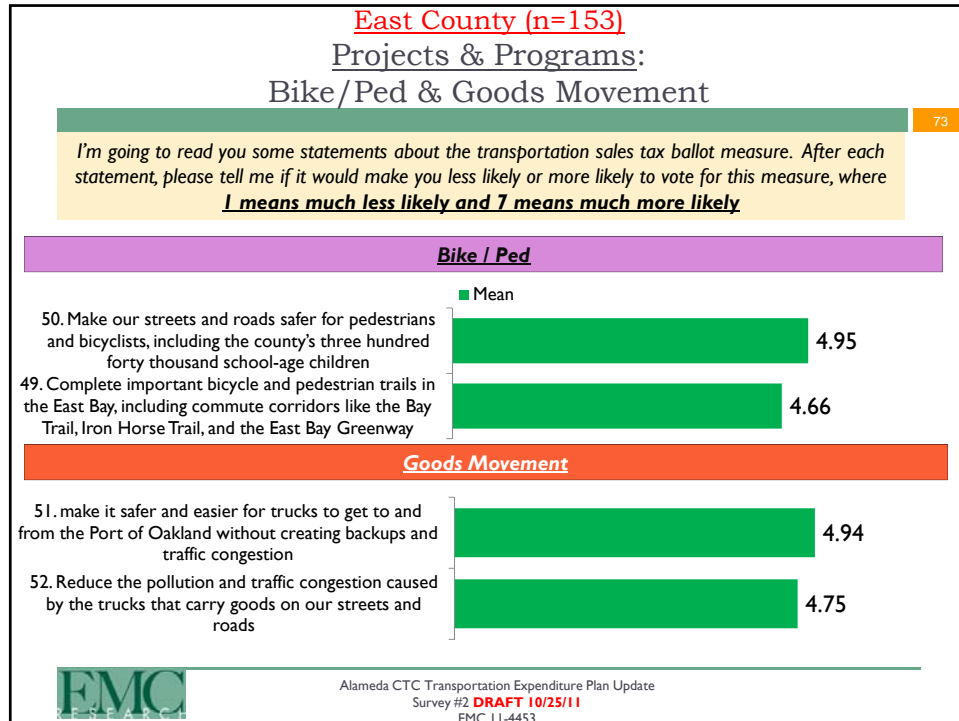 East County (n=153)
Projects & Programs:
Bike/Ped & Goods Movement
73
I'm going to read you some statements about the transportation sales tax ballot measure. After each
statement, please tell me if it would make you less likely or more likely to vote for this measure, where
1 means much less likely and 7 means much more likely
Bike / Ped
Mean
50. Make our streets and roads safer for pedestrians
and bicyclists, including the county's three hundred
forty thousand school-age children
4.95
49. Complete important bicycle and pedestrian trails in
the East Bay, including commute corridors like the Bay
Trail, Iron Horse Trail, and the East Bay Greenway
4.66
Goods Movement
51. make it safer and easier for trucks to get to and
from the Port of Oakland without creating backups and
traffic congestion
4.94
52. Reduce the pollution and traffic congestion caused
by the trucks that carry goods on our streets and
roads
4.75
EMC
RESEARCH
Alameda CTC Transportation Expenditure Plan Update
Survey #2 DRAFT 10/25/11
EMC 11-4453